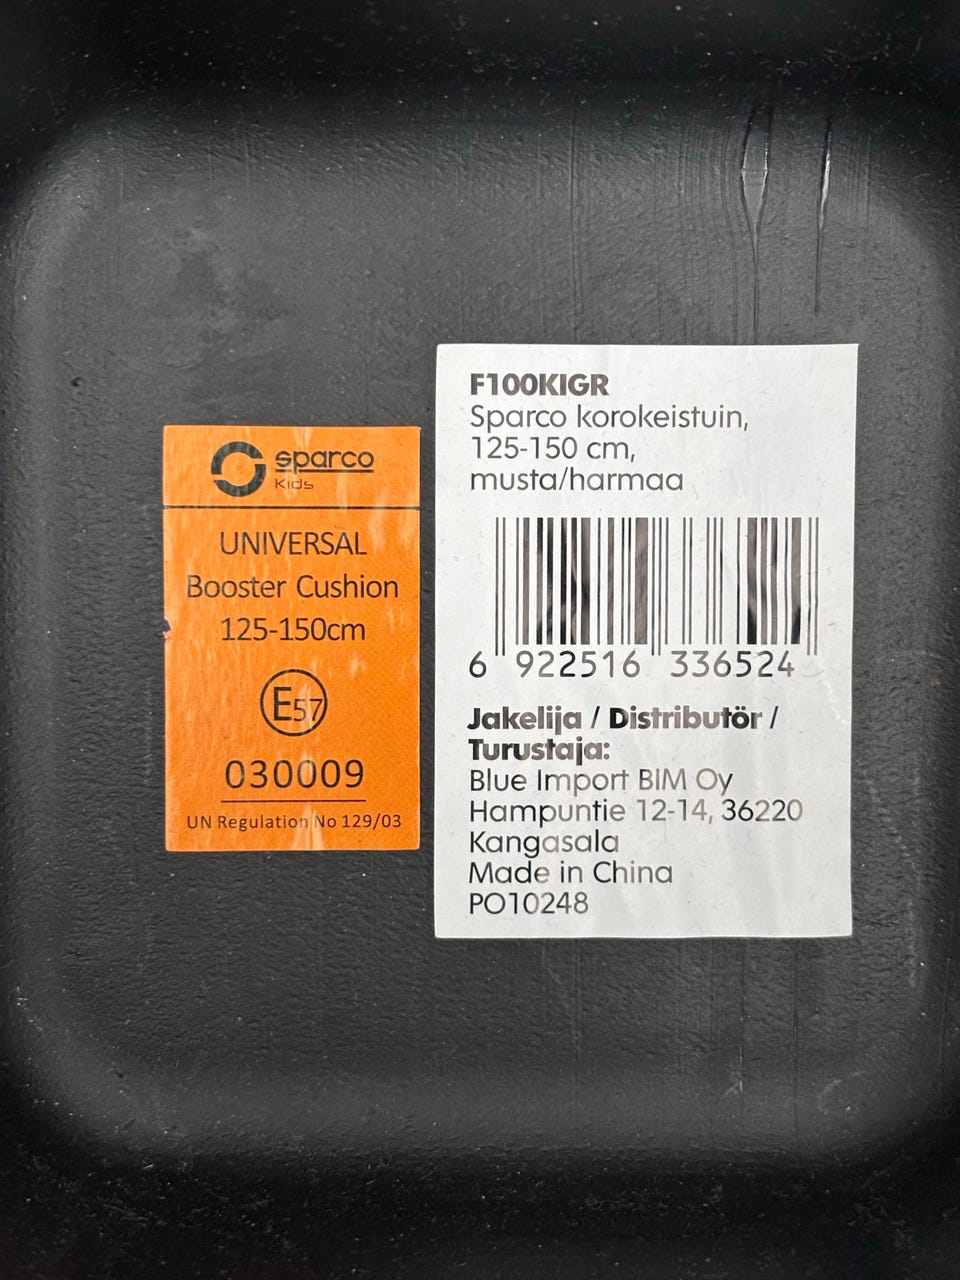 sparco
Kids
UNIVERSAL
Booster Cushion
125-150cm
E57
030009
UN Regulation No 129/03
F100KIGR
Sparco korokeistuin,
125-150 cm,
musta/harmaa
6 922516 336524
Jakelija / Distributör /
Turustaja:
Blue Import BIM Oy
Hampuntie 12-14, 36220
Kangasala
Made in China
PO10248